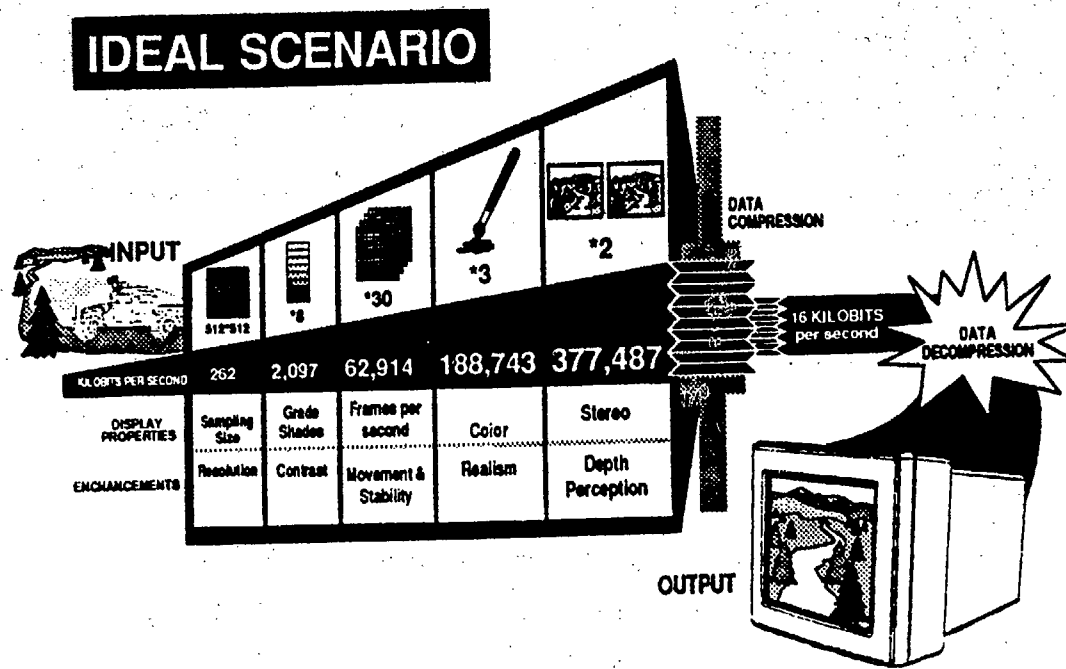 IDEAL SCENARIO
INPUT
512*512
*8
*30
*3
*2
DATA
COMPRESSION
16 KILOBITS
per second
DATA
DECOMPRESSION
KILOBITS PER SECOND
262
2,097
62,914
188,743
377,487
DISPLAY
PROPERTIES
Sampling
Size
Grade
Shades
Frames per
second
Color
Stereo
ENCHANCEMENTS
Resolution
Contrast
Movement &
Stability
Realism
Depth
Perception
OUTPUT